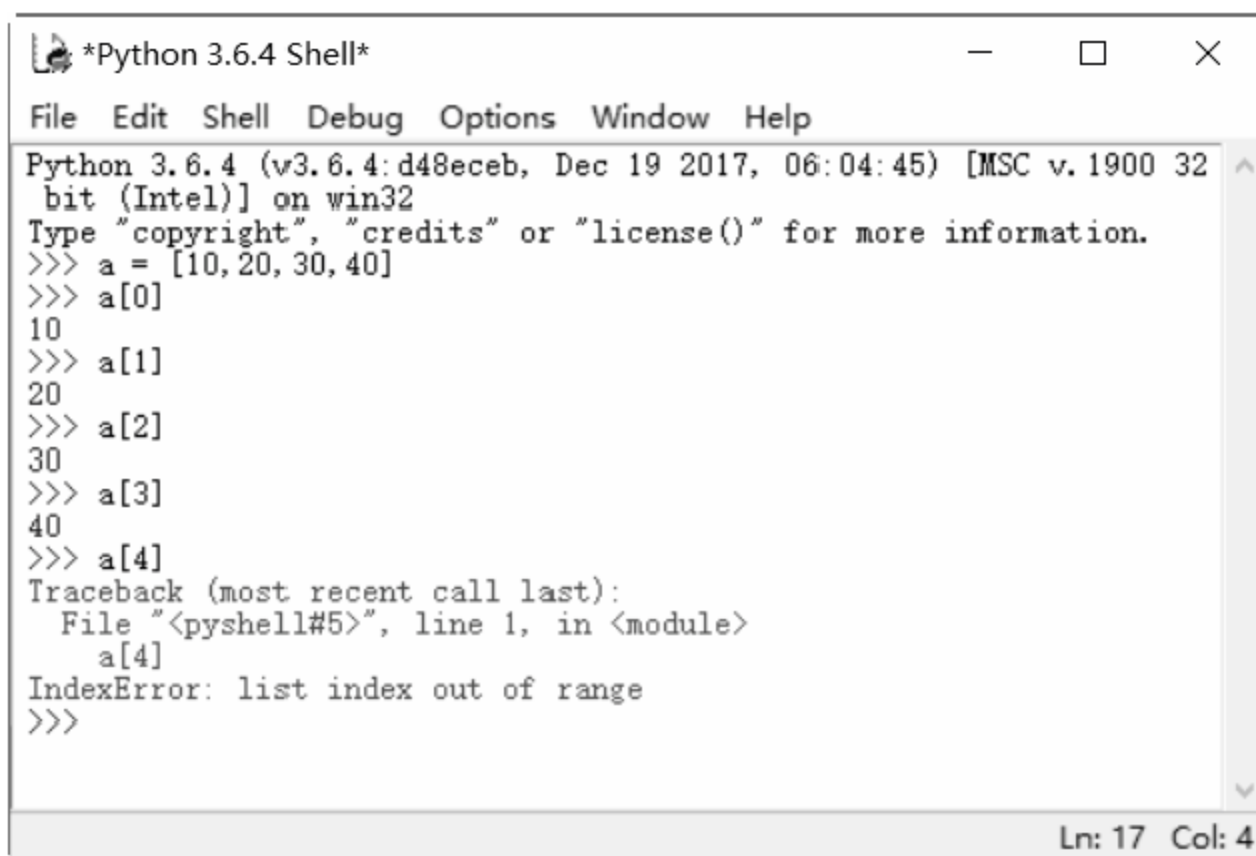 *Python 3.6.4 Shell*
File Edit Shell Debug Options Window Help
Python 3.6.4 (v3.6.4:d48eceb, Dec 19 2017, 06:04:45) [MSC v.1900 32
 bit (Intel)] on win32
Type "copyright", "credits" or "license()" for more information.
>>> a = [10,20,30,40]
>>> a[0]
10
>>> a[1]
20
>>> a[2]
30
>>> a[3]
40
>>> a[4]
Traceback (most recent call last):
  File "<pyshell#5>", line 1, in <module>
    a[4]
IndexError: list index out of range
>>>
Ln: 17 Col: 4